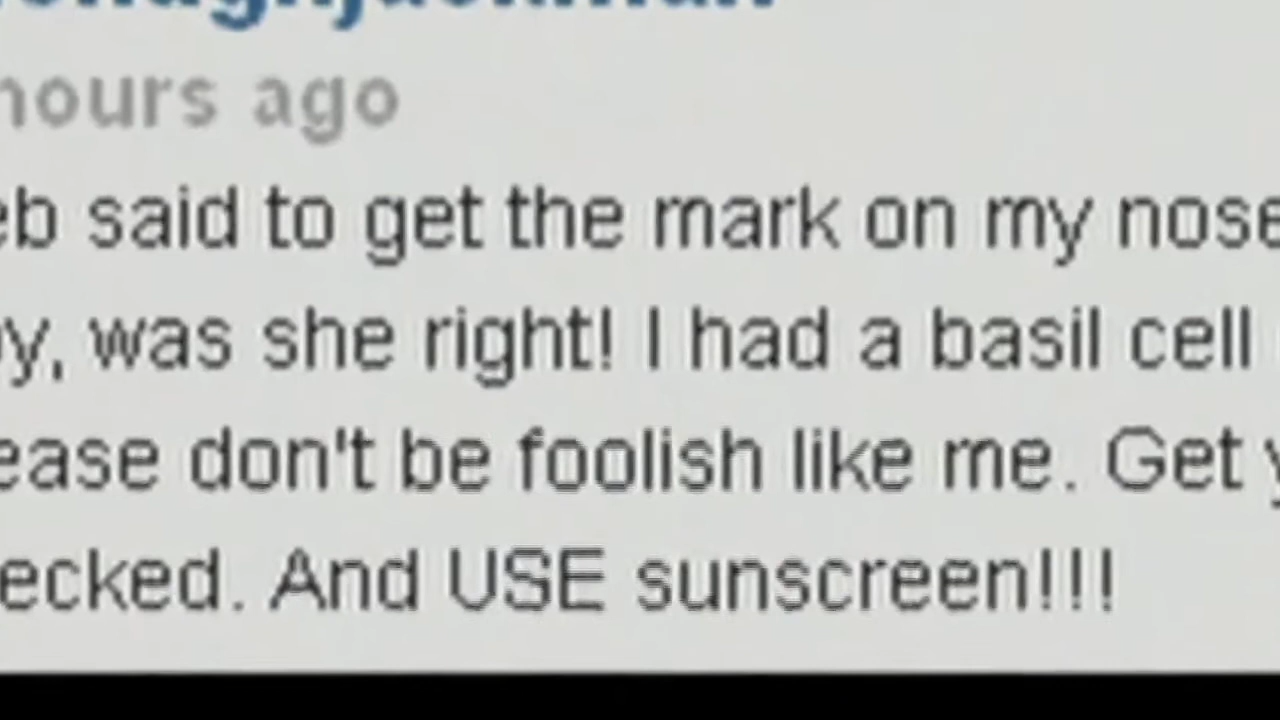 hours ago
eb said to get the mark on my nose
y, was she right! I had a basil cell
ease don't be foolish like me. Get y
ecked. And USE sunscreen!!!